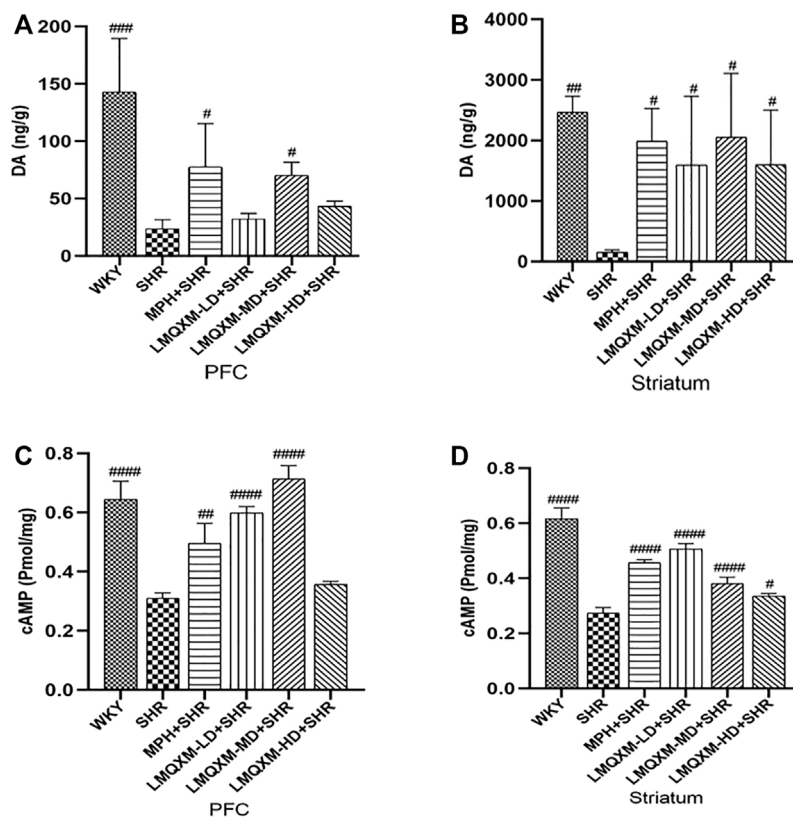 A
DA (ng/g)
200
150
100
50
0
###
#
#
WKY
SHR
MPH+SHR
LMQXM-LD+SHR
LMQXM-MD+SHR
LMQXM-HD+SHR
PFC
B
DA (ng/g)
4000
3000
2000
1000
0
##
#
#
#
#
WKY
SHR
MPH+SHR
LMQXM-LD+SHR
LMQXM-MD+SHR
LMQXM-HD+SHR
Striatum
C
cAMP (Pmol/mg)
0.8
0.6
0.4
0.2
0.0
####
##
####
####
WKY
SHR
MPH+SHR
LMQXM-LD+SHR
LMQXM-MD+SHR
LMQXM-HD+SHR
PFC
D
cAMP (Pmol/mg)
0.8
0.6
0.4
0.2
0.0
####
####
####
####
#
WKY
SHR
MPH+SHR
LMQXM-LD+SHR
LMQXM-MD+SHR
LMQXM-HD+SHR
Striatum